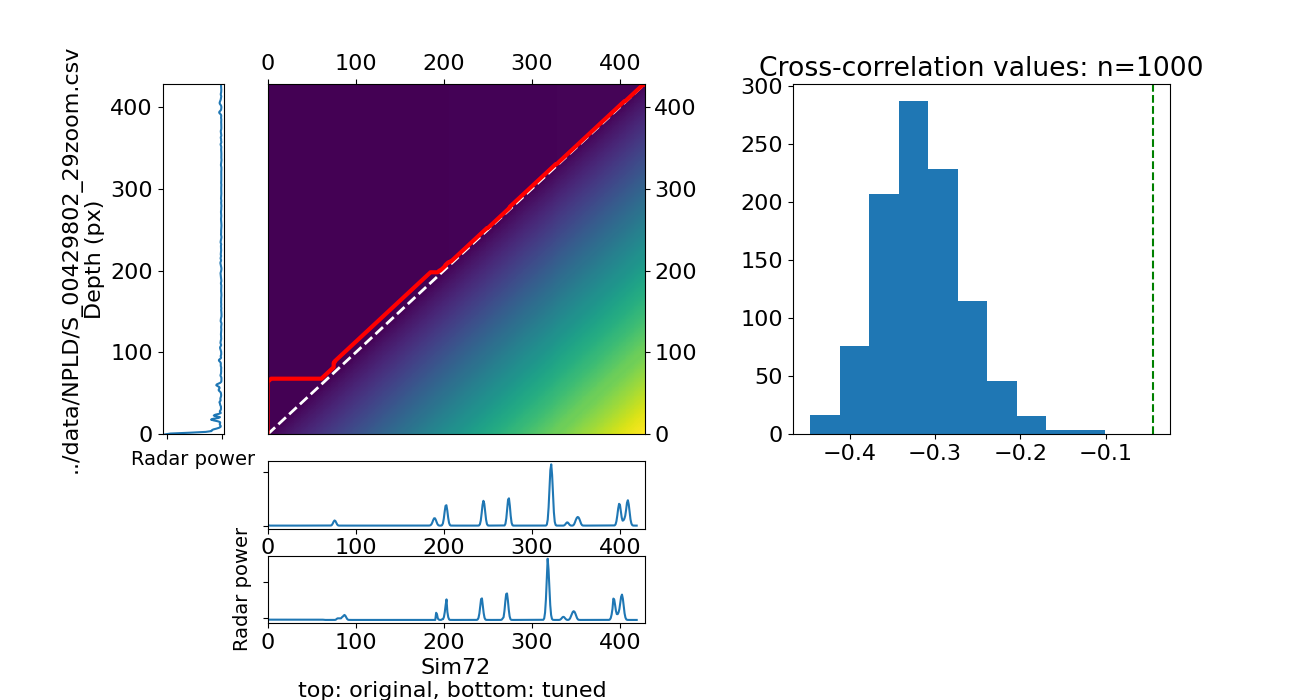 0 100 200 300 400
../data/NPLD/S_00429802_29zoom.csv
Depth (px)
400
300
200
100
0
Radar power
400
300
200
100
0
Cross-correlation values: n=1000
300
250
200
150
100
50
0
−0.4 −0.3 −0.2 −0.1
0 100 200 300 400
Radar power
0 100 200 300 400
Sim72
top: original, bottom: tuned